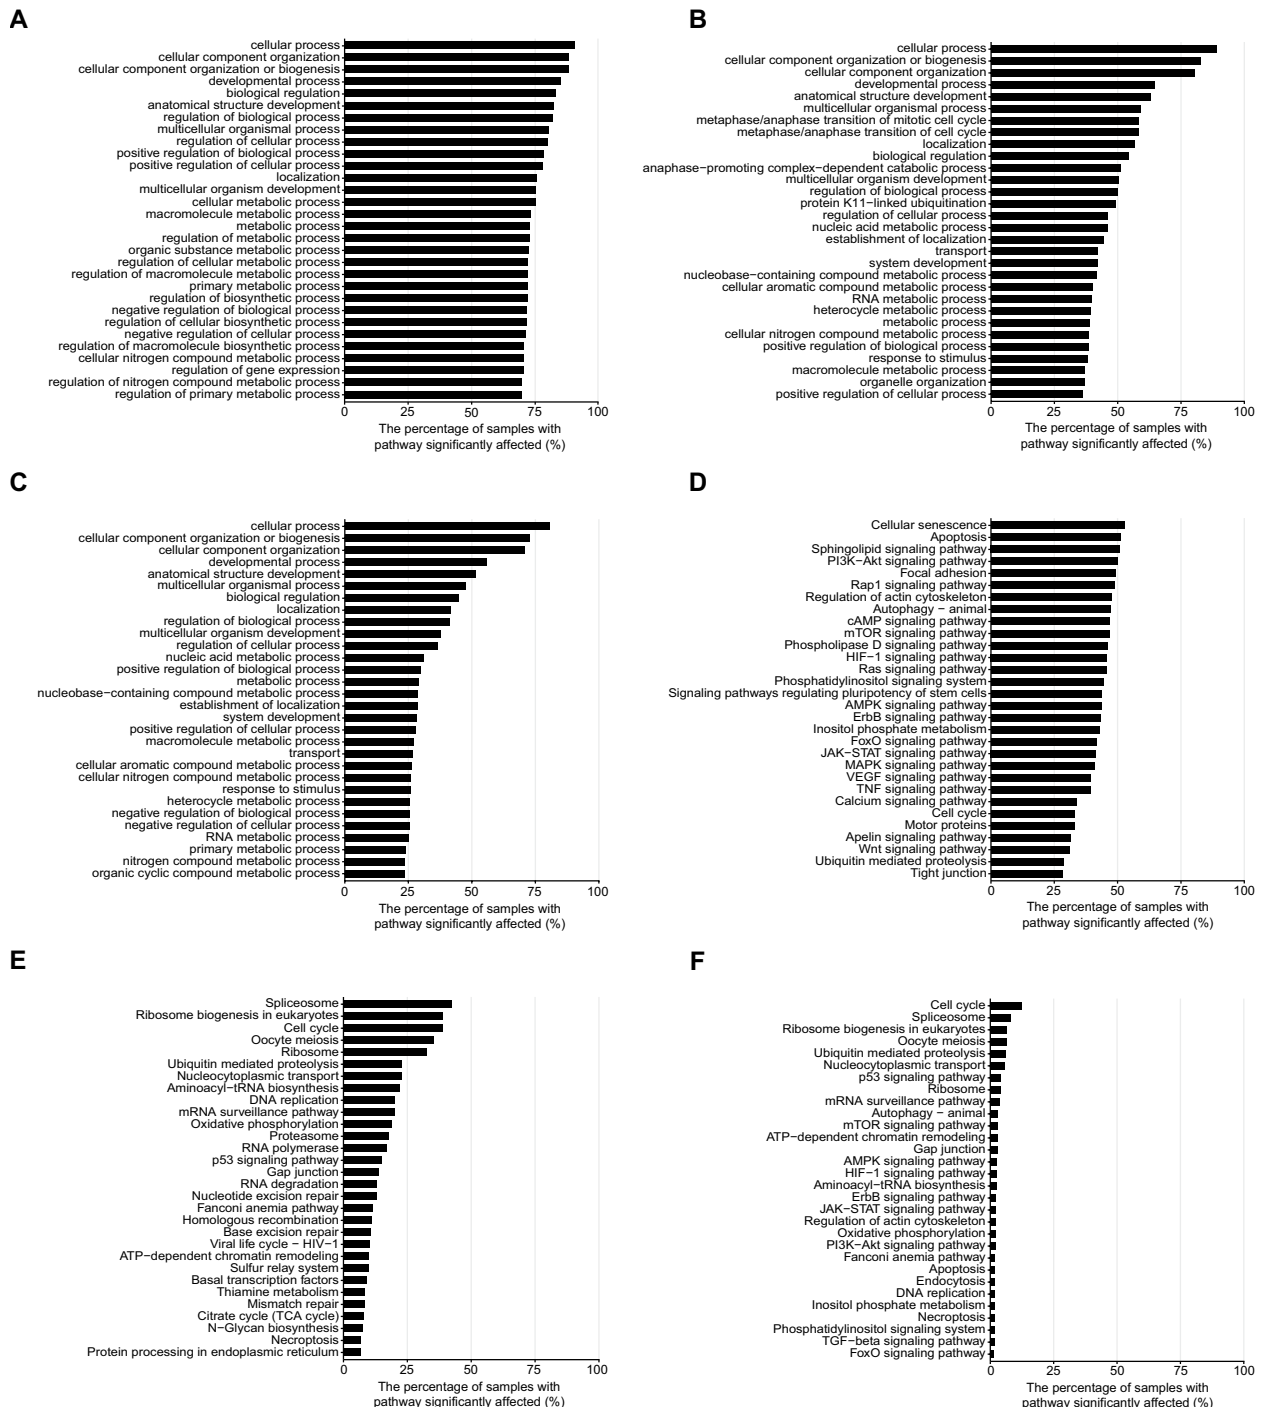 A
cellular process
cellular component organization
cellular component organization or biogenesis
developmental process
biological regulation
anatomical structure development
regulation of biological process
multicellular organismal process
regulation of cellular process
positive regulation of biological process
positive regulation of cellular process
localization
multicellular organism development
cellular metabolic process
macromolecule metabolic process
metabolic process
regulation of metabolic process
organic substance metabolic process
regulation of cellular metabolic process
regulation of macromolecule metabolic process
primary metabolic process
regulation of biosynthetic process
negative regulation of biological process
regulation of cellular biosynthetic process
negative regulation of cellular process
regulation of macromolecule biosynthetic process
cellular nitrogen compound metabolic process
regulation of gene expression
regulation of nitrogen compound metabolic process
regulation of primary metabolic process
0 25 50 75 100
The percentage of samples with
pathway significantly affected (%)
B
cellular process
cellular component organization or biogenesis
cellular component organization
developmental process
anatomical structure development
multicellular organismal process
metaphase/anaphase transition of mitotic cell cycle
metaphase/anaphase transition of cell cycle
localization
biological regulation
anaphase−promoting complex−dependent catabolic process
multicellular organism development
regulation of biological process
protein K11−linked ubiquitination
regulation of cellular process
nucleic acid metabolic process
establishment of localization
transport
system development
nucleobase−containing compound metabolic process
cellular aromatic compound metabolic process
RNA metabolic process
heterocycle metabolic process
metabolic process
cellular nitrogen compound metabolic process
positive regulation of biological process
response to stimulus
macromolecule metabolic process
organelle organization
positive regulation of cellular process
0 25 50 75 100
The percentage of samples with
pathway significantly affected (%)
C
cellular process
cellular component organization or biogenesis
cellular component organization
developmental process
anatomical structure development
multicellular organismal process
biological regulation
localization
regulation of biological process
multicellular organism development
regulation of cellular process
nucleic acid metabolic process
positive regulation of biological process
metabolic process
nucleobase−containing compound metabolic process
establishment of localization
system development
positive regulation of cellular process
macromolecule metabolic process
transport
cellular aromatic compound metabolic process
cellular nitrogen compound metabolic process
response to stimulus
heterocycle metabolic process
negative regulation of biological process
negative regulation of cellular process
RNA metabolic process
primary metabolic process
nitrogen compound metabolic process
organic cyclic compound metabolic process
0 25 50 75 100
The percentage of samples with
pathway significantly affected (%)
D
Cellular senescence
Apoptosis
Sphingolipid signaling pathway
PI3K−Akt signaling pathway
Focal adhesion
Rap1 signaling pathway
Regulation of actin cytoskeleton
Autophagy − animal
cAMP signaling pathway
mTOR signaling pathway
Phospholipase D signaling pathway
HIF−1 signaling pathway
Ras signaling pathway
Phosphatidylinositol signaling system
Signaling pathways regulating pluripotency of stem cells
AMPK signaling pathway
ErbB signaling pathway
Inositol phosphate metabolism
FoxO signaling pathway
JAK−STAT signaling pathway
MAPK signaling pathway
VEGF signaling pathway
TNF signaling pathway
Calcium signaling pathway
Cell cycle
Motor proteins
Apelin signaling pathway
Wnt signaling pathway
Ubiquitin mediated proteolysis
Tight junction
0 25 50 75 100
The percentage of samples with
pathway significantly affected (%)
E
Spliceosome
Ribosome biogenesis in eukaryotes
Cell cycle
Oocyte meiosis
Ribosome
Ubiquitin mediated proteolysis
Nucleocytoplasmic transport
Aminoacyl−tRNA biosynthesis
DNA replication
mRNA surveillance pathway
Oxidative phosphorylation
Proteasome
RNA polymerase
p53 signaling pathway
Gap junction
RNA degradation
Nucleotide excision repair
Fanconi anemia pathway
Homologous recombination
Base excision repair
Viral life cycle − HIV−1
ATP−dependent chromatin remodeling
Sulfur relay system
Basal transcription factors
Thiamine metabolism
Mismatch repair
Citrate cycle (TCA cycle)
N−Glycan biosynthesis
Necroptosis
Protein processing in endoplasmic reticulum
0 25 50 75 100
The percentage of samples with
pathway significantly affected (%)
F
Cell cycle
Spliceosome
Ribosome biogenesis in eukaryotes
Oocyte meiosis
Ubiquitin mediated proteolysis
Nucleocytoplasmic transport
p53 signaling pathway
Ribosome
mRNA surveillance pathway
Autophagy − animal
mTOR signaling pathway
ATP−dependent chromatin remodeling
Gap junction
AMPK signaling pathway
HIF−1 signaling pathway
Aminoacyl−tRNA biosynthesis
ErbB signaling pathway
JAK−STAT signaling pathway
Regulation of actin cytoskeleton
Oxidative phosphorylation
PI3K−Akt signaling pathway
Fanconi anemia pathway
Apoptosis
Endocytosis
DNA replication
Inositol phosphate metabolism
Necroptosis
Phosphatidylinositol signaling system
TGF−beta signaling pathway
FoxO signaling pathway
0 25 50 75 100
The percentage of samples with
pathway significantly affected (%)